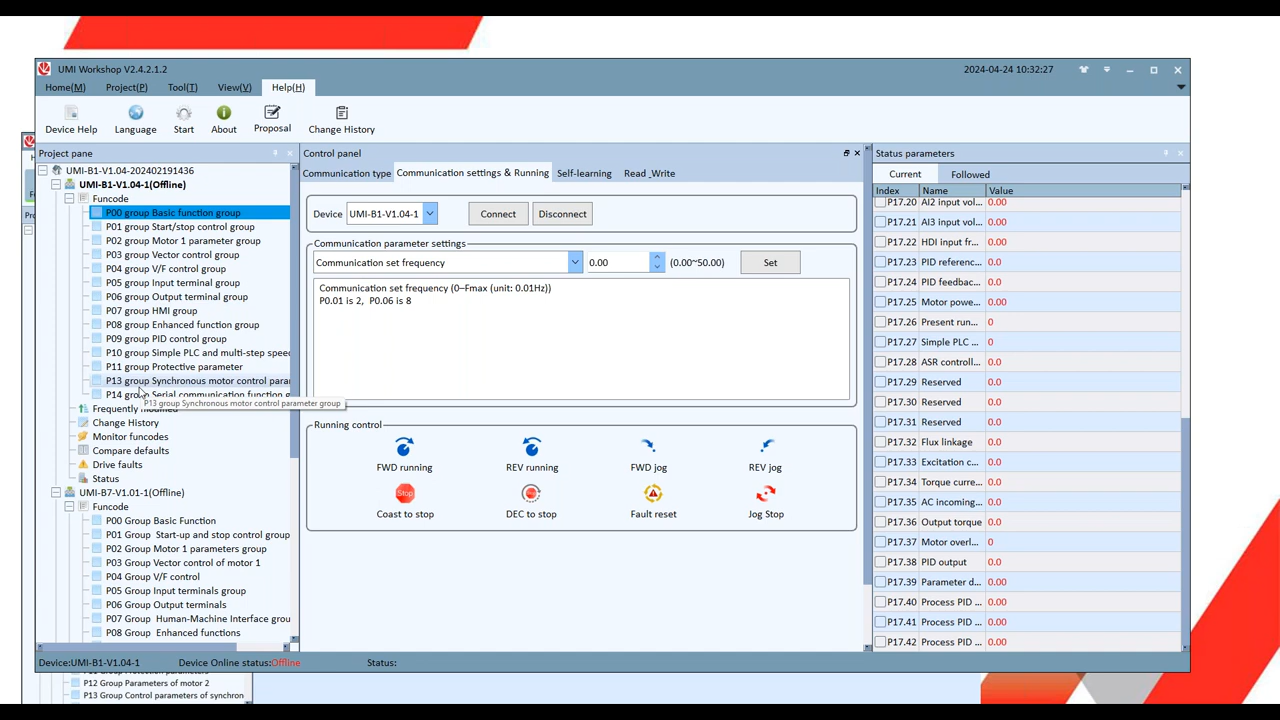 UMI Workshop V2.4.2.1.2
2024-04-24 10:32:27
Home(M) Project(P) Tool(T) View(V) Help(H)
Device Help Language Start About Proposal Change History
Project pane
UMI-B1-V1.04-202402191436
UMI-B1-V1.04-1(Offline)
Funcode
P00 group Basic function group
P01 group Start/stop control group
P02 group Motor 1 parameter group
P03 group Vector control group
P04 group V/F control group
P05 group Input terminal group
P06 group Output terminal group
P07 group HMI group
P08 group Enhanced function group
P09 group PID control group
P10 group Simple PLC and multi-step speed
P11 group Protective parameter
P13 group Synchronous motor control para
P14 group Serial communication function g
P13 group Synchronous motor control parameter group
Frequently modified
Change History
Monitor funcodes
Compare defaults
Drive faults
Status
UMI-B7-V1.01-1(Offline)
Funcode
P00 Group Basic Function
P01 Group Start-up and stop control group
P02 Group Motor 1 parameters group
P03 Group Vector control of motor 1
P04 Group V/F control
P05 Group Input terminals group
P06 Group Output terminals
P07 Group Human-Machine Interface grou
P08 Group Enhanced functions
Control panel
Communication type Communication settings & Running Self-learning Read _Write
Device UMI-B1-V1.04-1 Connect Disconnect
Communication parameter settings
Communication set frequency 0.00 (0.00~50.00) Set
Communication set frequency (0–Fmax (unit: 0.01Hz))
P0.01 is 2, P0.06 is 8
Running control
FWD running REV running FWD jog REV jog
Stop
Coast to stop DEC to stop Fault reset Jog Stop
Status parameters
Current Followed
Index Name Value
P17.20 AI2 input vol... 0.00
P17.21 AI3 input vol... 0.00
P17.22 HDI input fr... 0.00
P17.23 PID referenc... 0.00
P17.24 PID feedbac... 0.00
P17.25 Motor powe... 0.00
P17.26 Present run... 0
P17.27 Simple PLC ... 0
P17.28 ASR controll... 0.0
P17.29 Reserved 0.0
P17.30 Reserved 0.0
P17.31 Reserved 0.0
P17.32 Flux linkage 0.0
P17.33 Excitation c... 0.0
P17.34 Torque curre... 0.0
P17.35 AC incoming... 0.0
P17.36 Output torque 0.0
P17.37 Motor overl... 0
P17.38 PID output 0.0
P17.39 Parameter d... 0.00
P17.40 Process PID ... 0.00
P17.41 Process PID ... 0.00
P17.42 Process PID ... 0.0
Device:UMI-B1-V1.04-1 Device Online status:Offline Status:
P12 Group Parameters of motor 2
P13 Group Control parameters of synchron